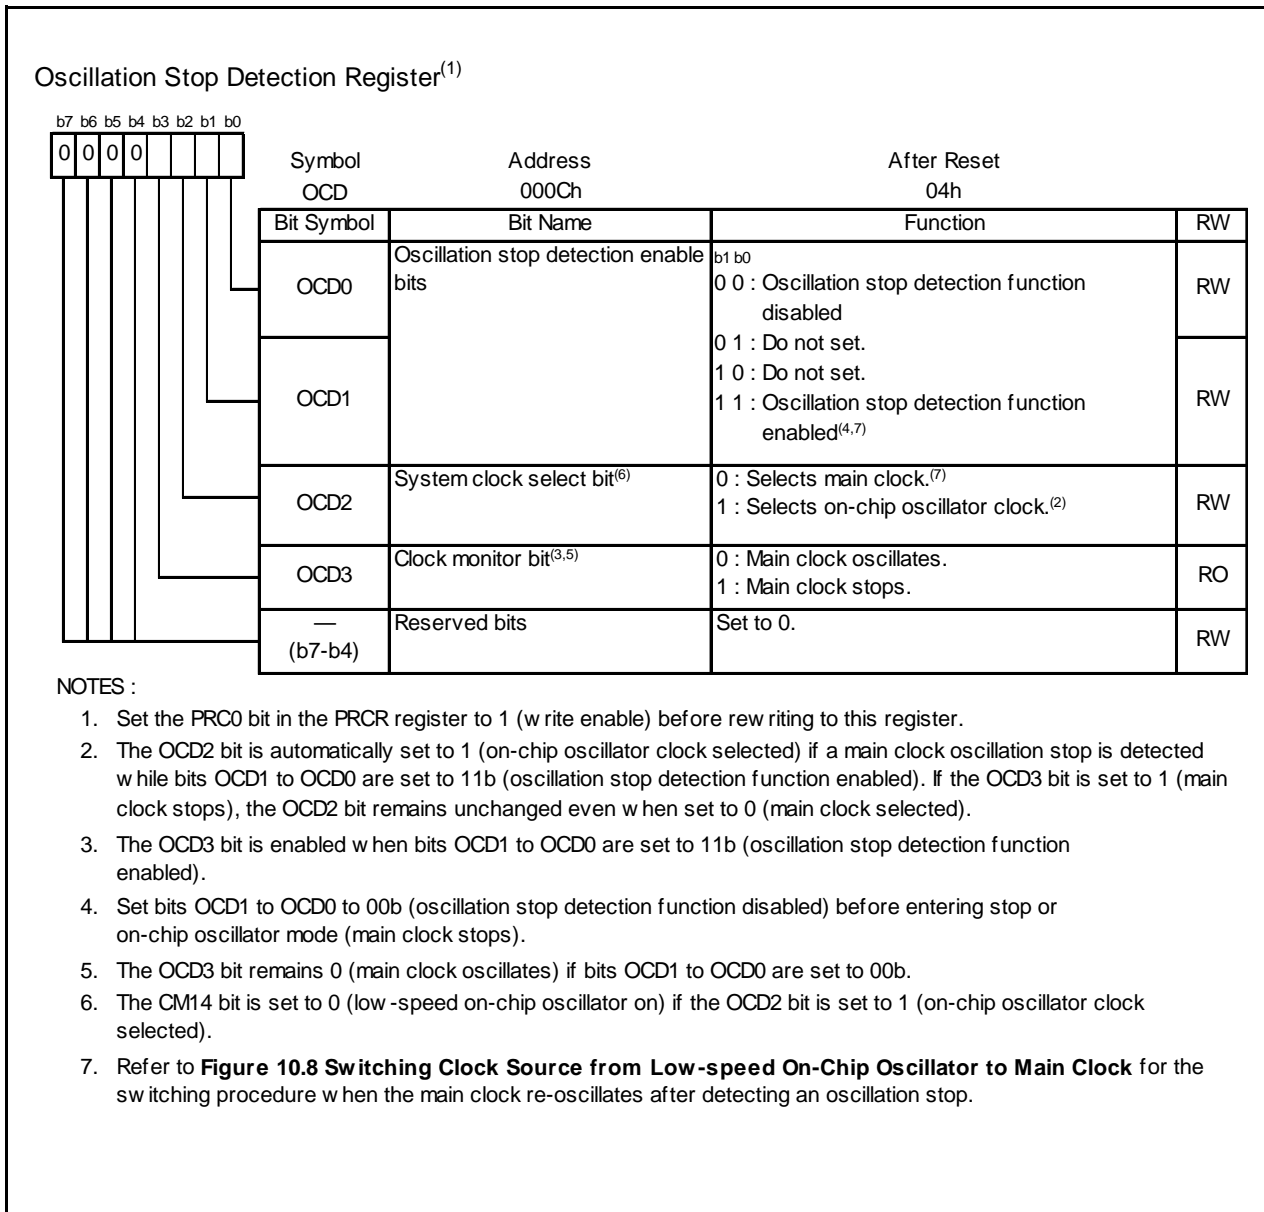 Oscillation Stop Detection Register(1)
b7 b6 b5 b4 b3 b2 b1 b0
0 0 0 0
Symbol Address After Reset
OCD 000Ch 04h
Bit Symbol Bit Name Function RW
OCD0 Oscillation stop detection enable bits b1 b0
0 0 : Oscillation stop detection function
disabled RW
0 1 : Do not set.
1 0 : Do not set.
OCD1 1 1 : Oscillation stop detection function
enabled(4,7) RW
OCD2 System clock select bit(6) 0 : Selects main clock.(7)
1 : Selects on-chip oscillator clock.(2) RW
OCD3 Clock monitor bit(3,5) 0 : Main clock oscillates.
1 : Main clock stops. RO
— Reserved bits Set to 0.
(b7-b4) RW
NOTES :
1. Set the PRC0 bit in the PRCR register to 1 (write enable) before rewriting to this register.
2. The OCD2 bit is automatically set to 1 (on-chip oscillator clock selected) if a main clock oscillation stop is detected
while bits OCD1 to OCD0 are set to 11b (oscillation stop detection function enabled). If the OCD3 bit is set to 1 (main
clock stops), the OCD2 bit remains unchanged even when set to 0 (main clock selected).
3. The OCD3 bit is enabled when bits OCD1 to OCD0 are set to 11b (oscillation stop detection function
enabled).
4. Set bits OCD1 to OCD0 to 00b (oscillation stop detection function disabled) before entering stop or
on-chip oscillator mode (main clock stops).
5. The OCD3 bit remains 0 (main clock oscillates) if bits OCD1 to OCD0 are set to 00b.
6. The CM14 bit is set to 0 (low-speed on-chip oscillator on) if the OCD2 bit is set to 1 (on-chip oscillator clock
selected).
7. Refer to Figure 10.8 Switching Clock Source from Low-speed On-Chip Oscillator to Main Clock for the
switching procedure when the main clock re-oscillates after detecting an oscillation stop.